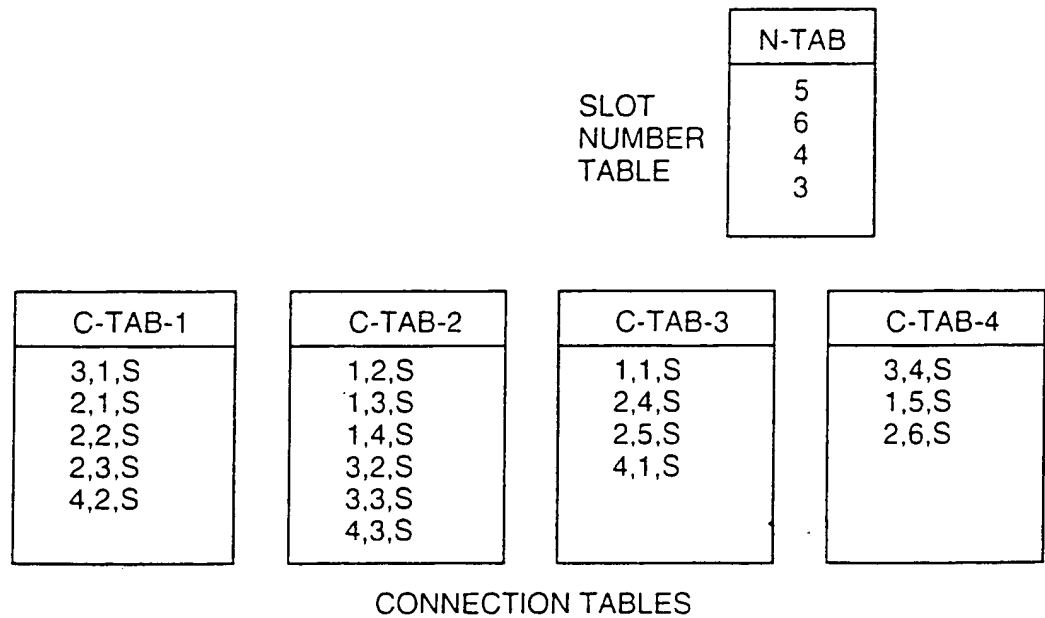 N-TAB
SLOT
NUMBER
TABLE
5
6
4
3
C-TAB-1
3,1,S
2,1,S
2,2,S
2,3,S
4,2,S
C-TAB-2
1,2,S
1,3,S
1,4,S
3,2,S
3,3,S
4,3,S
C-TAB-3
1,1,S
2,4,S
2,5,S
4,1,S
C-TAB-4
3,4,S
1,5,S
2,6,S
CONNECTION TABLES